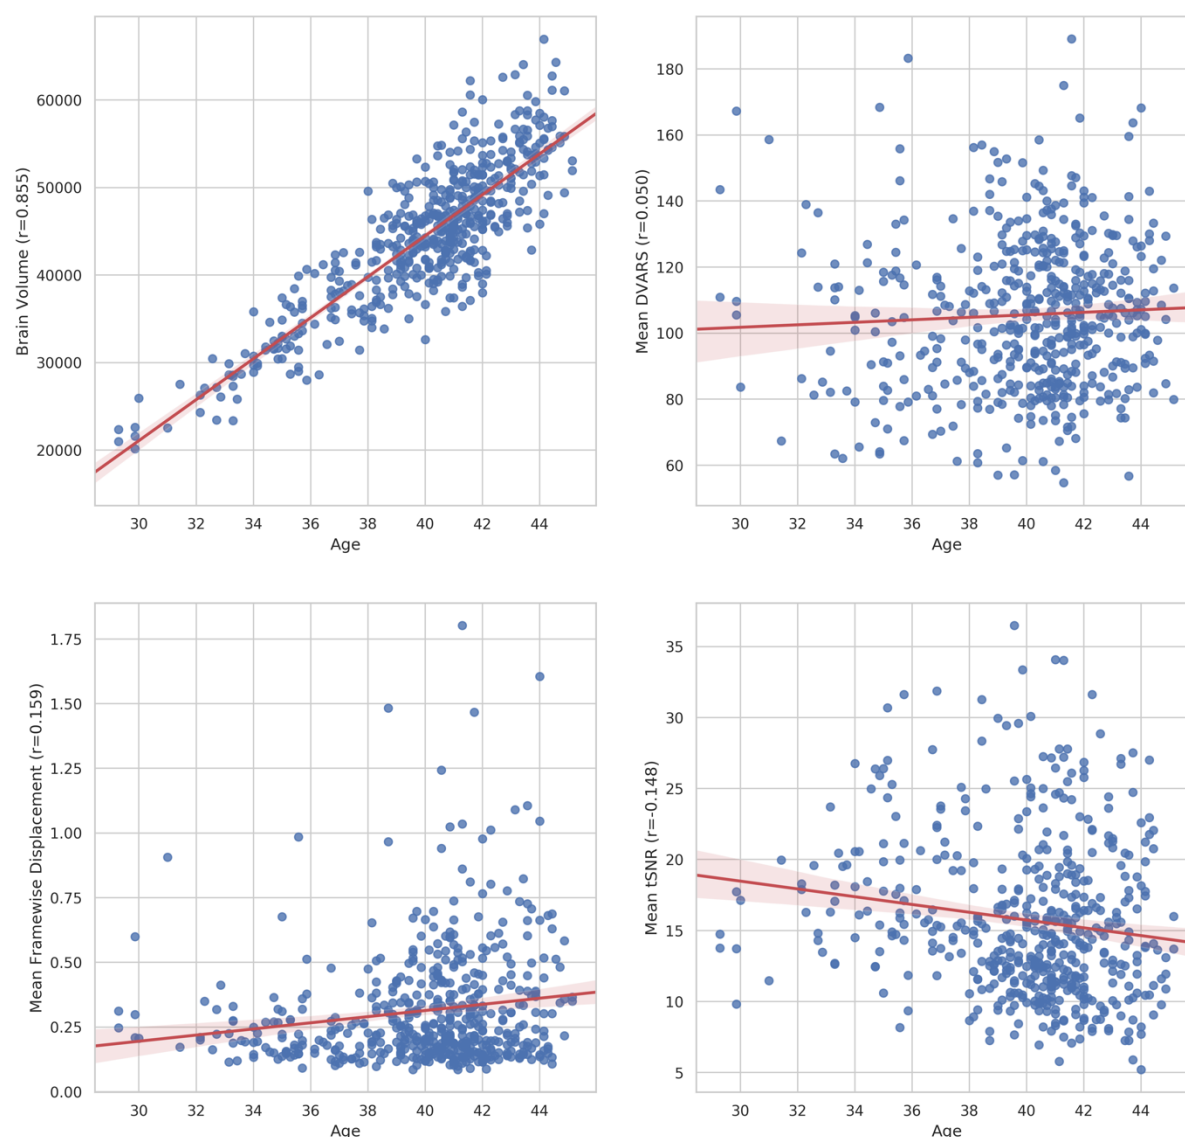 Brain Volume (r=0.855)
60000
50000
40000
30000
20000
30 32 34 36 38 40 42 44
Age
Mean DVARS (r=0.050)
180
160
140
120
100
80
60
30 32 34 36 38 40 42 44
Age
Mean Framewise Displacement (r=0.159)
1.75
1.50
1.25
1.00
0.75
0.50
0.25
0.00
30 32 34 36 38 40 42 44
Age
Mean tSNR (r=-0.148)
35
30
25
20
15
10
5
30 32 34 36 38 40 42 44
Age